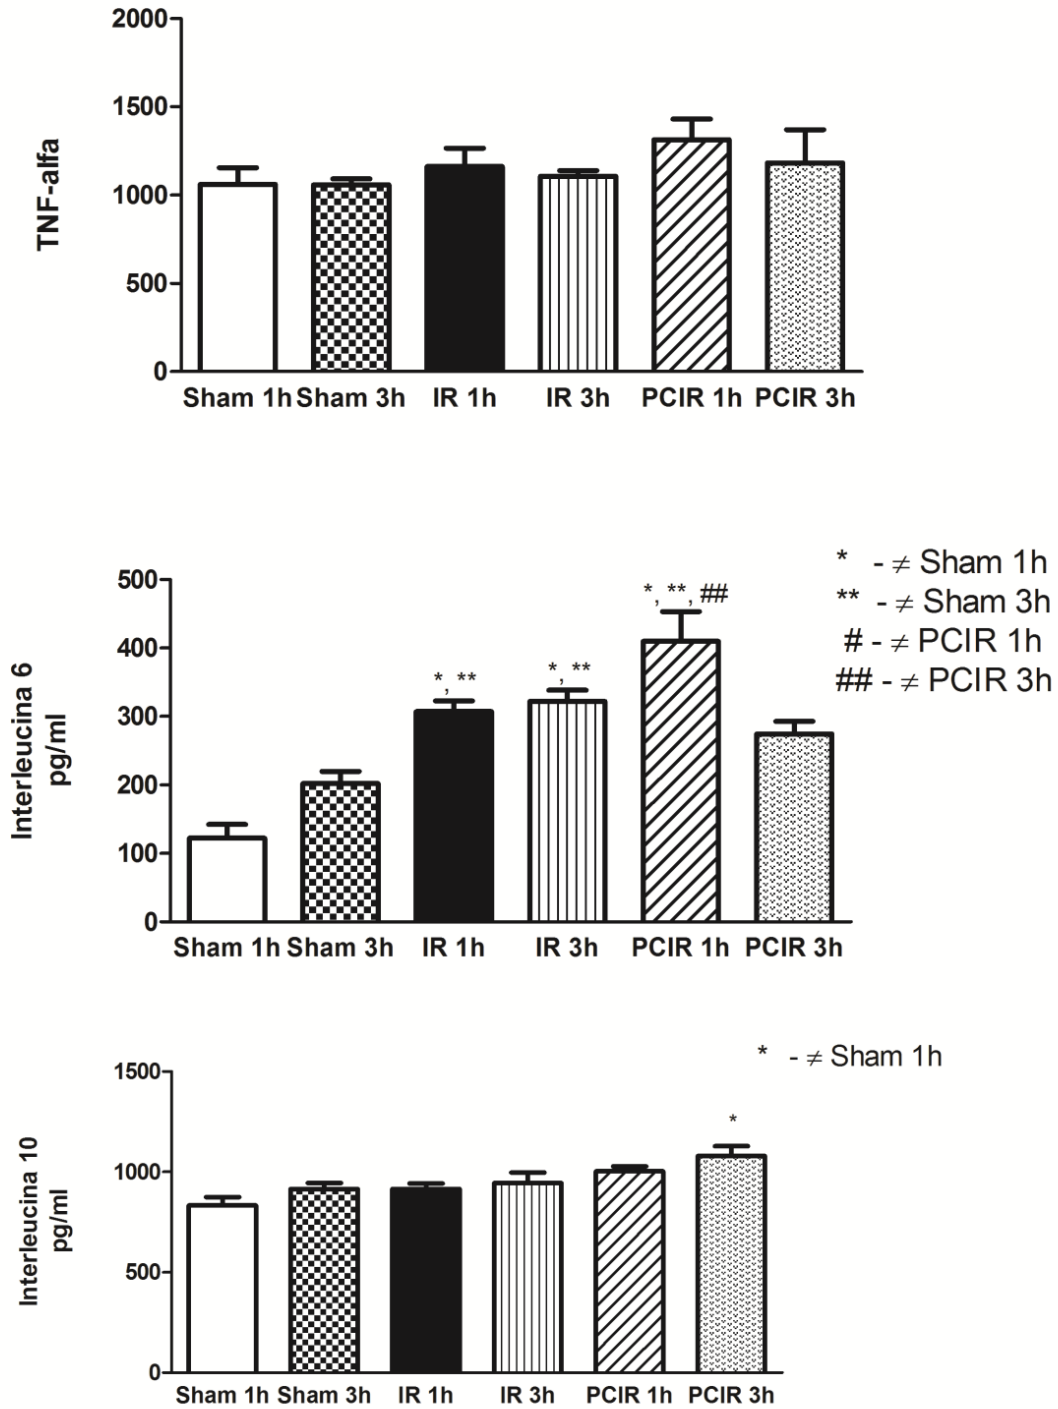 2000
1500
TNF-alfa
1000
500
0
Sham 1h Sham 3h IR 1h IR 3h PCIR 1h PCIR 3h
* - ≠ Sham 1h
** - ≠ Sham 3h
# - ≠ PCIR 1h
## - ≠ PCIR 3h
500
*, **, ##
400
*, ** *, **
Interleucina 6
pg/ml
300
200
100
0
Sham 1h Sham 3h IR 1h IR 3h PCIR 1h PCIR 3h
* - ≠ Sham 1h
1500
*
Interleucina 10
pg/ml
1000
500
0
Sham 1h Sham 3h IR 1h IR 3h PCIR 1h PCIR 3h